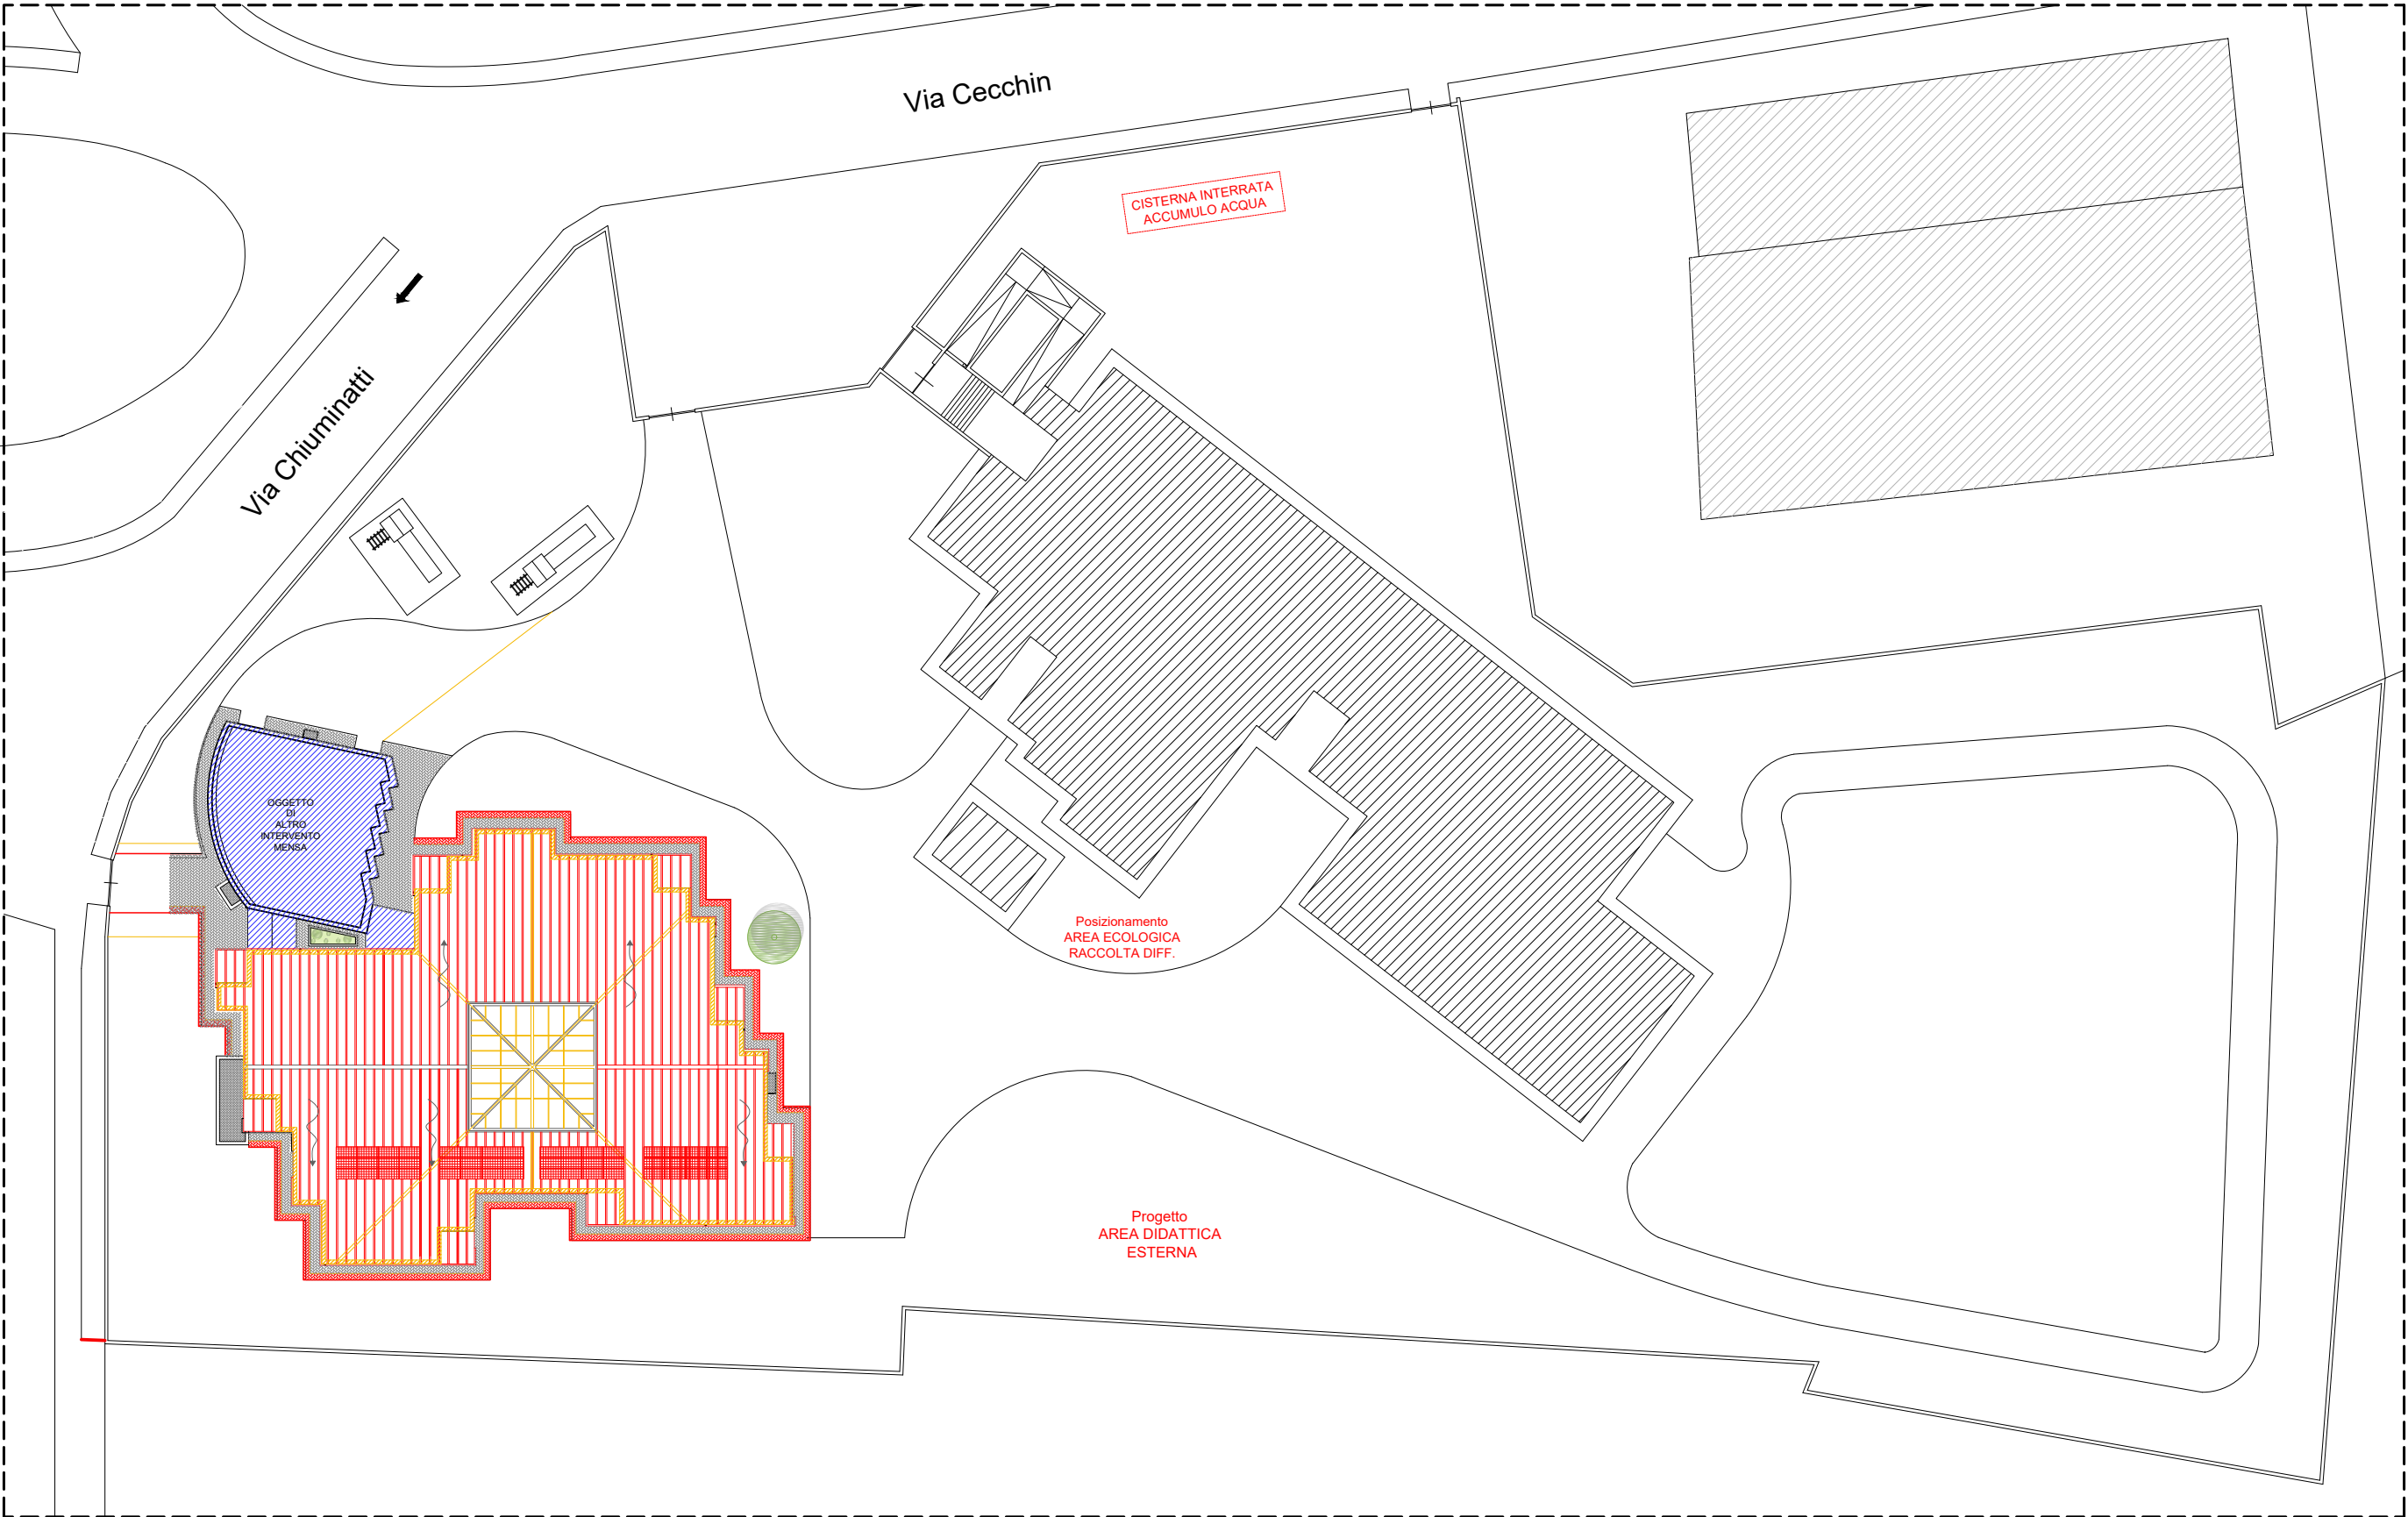 Via Cecchin
CISTERNA INTERRATA
ACCUMULO ACQUA
Via Chiuminatti
OGGETTO
DI
ALTRO
INTERVENTO
MENSA
Posizionamento
AREA ECOLOGICA
RACCOLTA DIFF.
Progetto
AREA DIDATTICA
ESTERNA